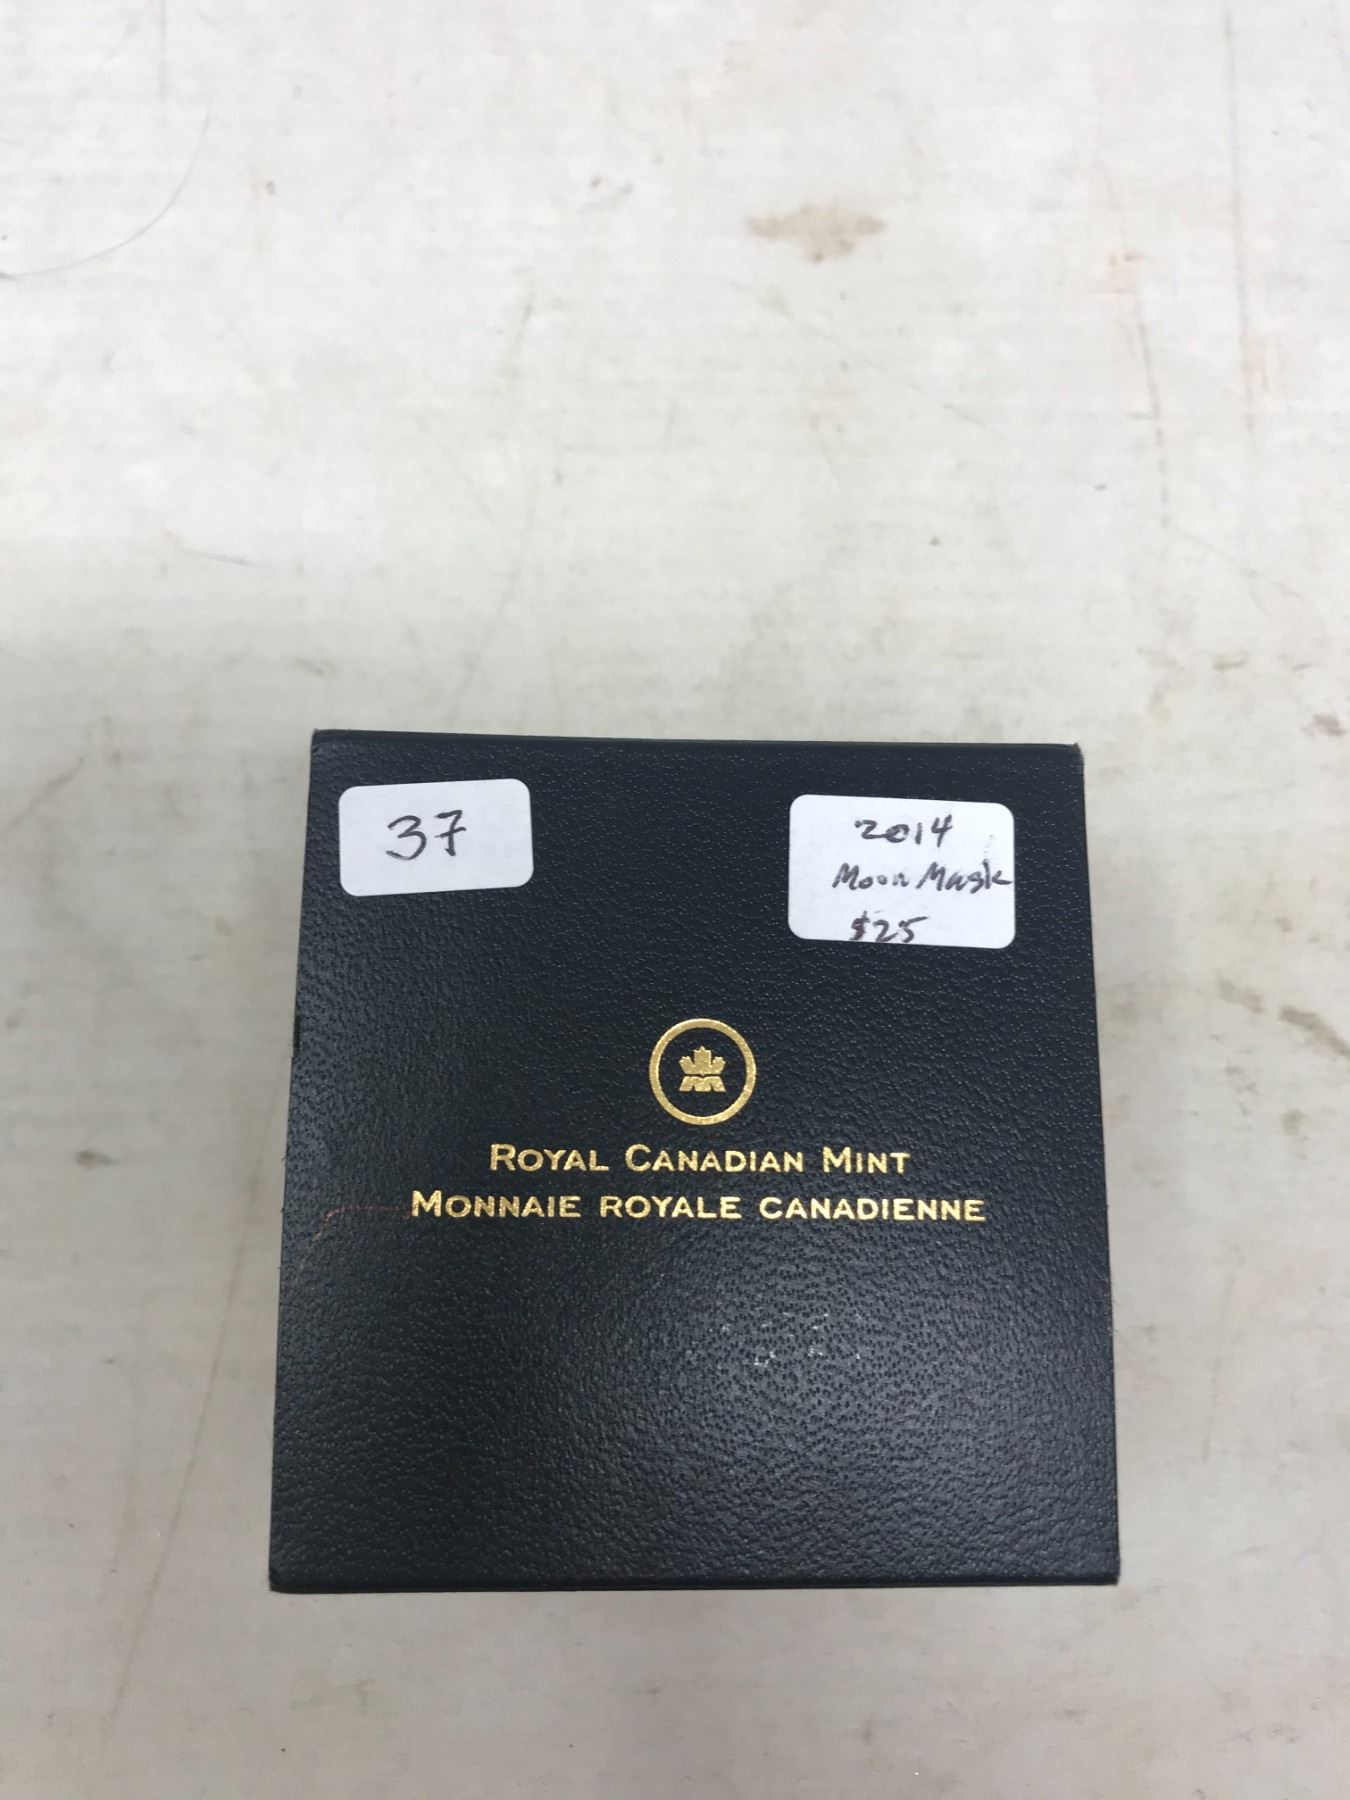 37
2014
Moon Mask
$25
ROYAL CANADIAN MINT
MONNAIE ROYALE CANADIENNE